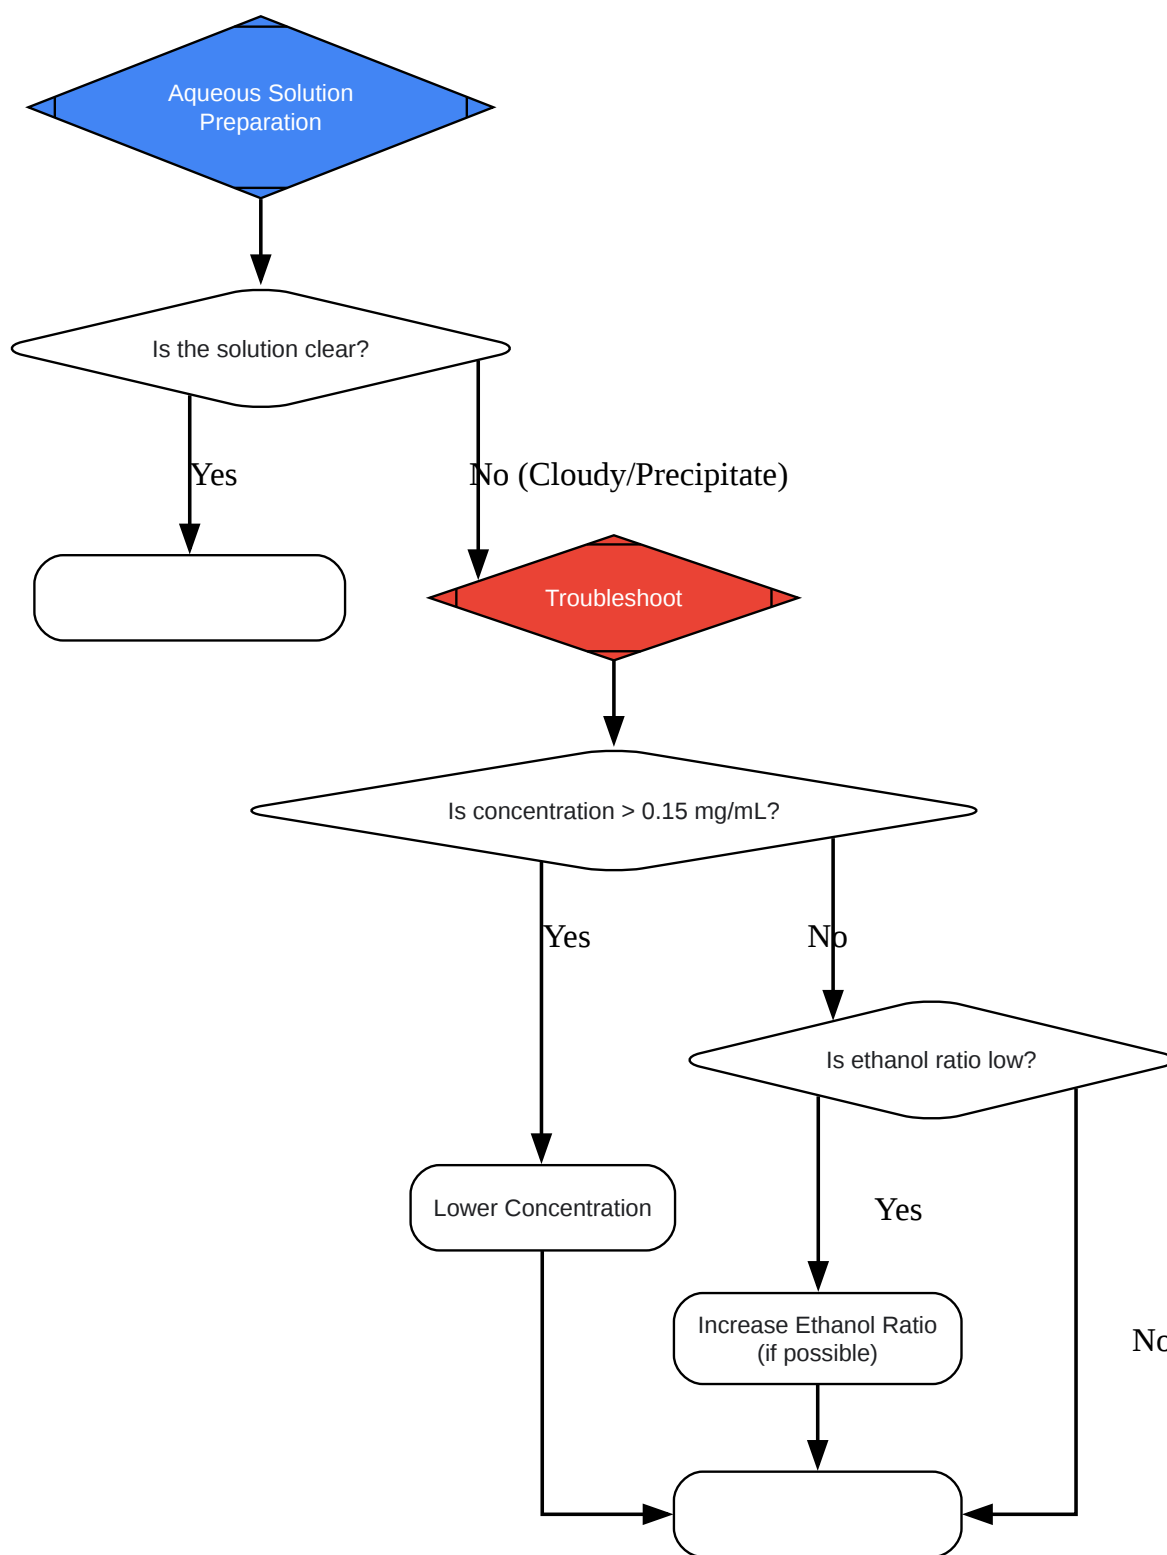 Aqueous Solution
Preparation
Is the solution clear?
Yes
No (Cloudy/Precipitate)
Troubleshoot
Is concentration > 0.15 mg/mL?
Yes
No
Is ethanol ratio low?
Lower Concentration
Yes
Increase Ethanol Ratio
(if possible)
No